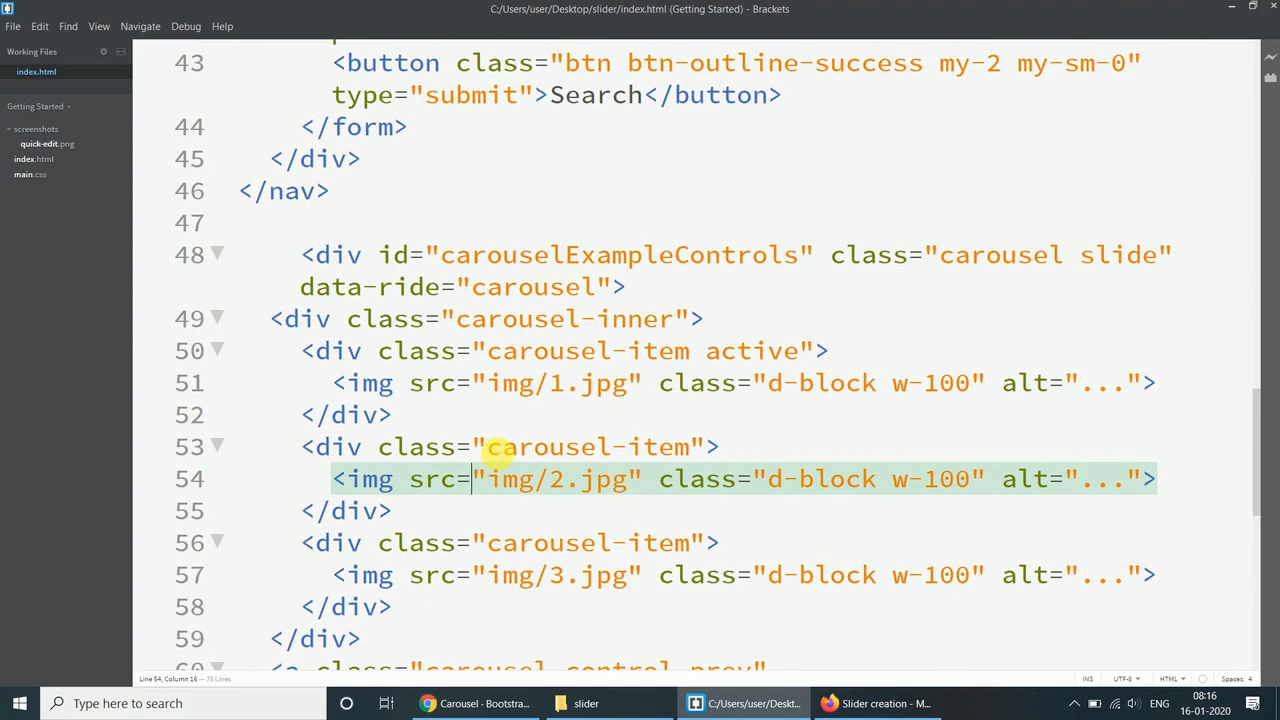 C:/Users/user/Desktop/slider/index.html (Getting Started) - Brackets
File Edit Find View Navigate Debug Help
Working Files
index.html
Getting Started
screenshots
quick-edit.png
index.html
main.css
43 <button class="btn btn-outline-success my-2 my-sm-0"
type="submit">Search</button>
44 </form>
45 </div>
46 </nav>
47
48 <div id="carouselExampleControls" class="carousel slide"
data-ride="carousel">
49 <div class="carousel-inner">
50 <div class="carousel-item active">
51 <img src="img/1.jpg" class="d-block w-100" alt="...">
52 </div>
53 <div class="carousel-item">
54 <img src="img/2.jpg" class="d-block w-100" alt="...">
55 </div>
56 <div class="carousel-item">
57 <img src="img/3.jpg" class="d-block w-100" alt="...">
58 </div>
59 </div>
60 <a class="carousel-control-prev"
Line 54, Column 16 — 75 Lines
INS UTF-8 HTML Spaces: 4
Type here to search
Carousel · Bootstra...
slider
C:/Users/user/Deskt...
Slider creation - M...
ENG
08:16
16-01-2020